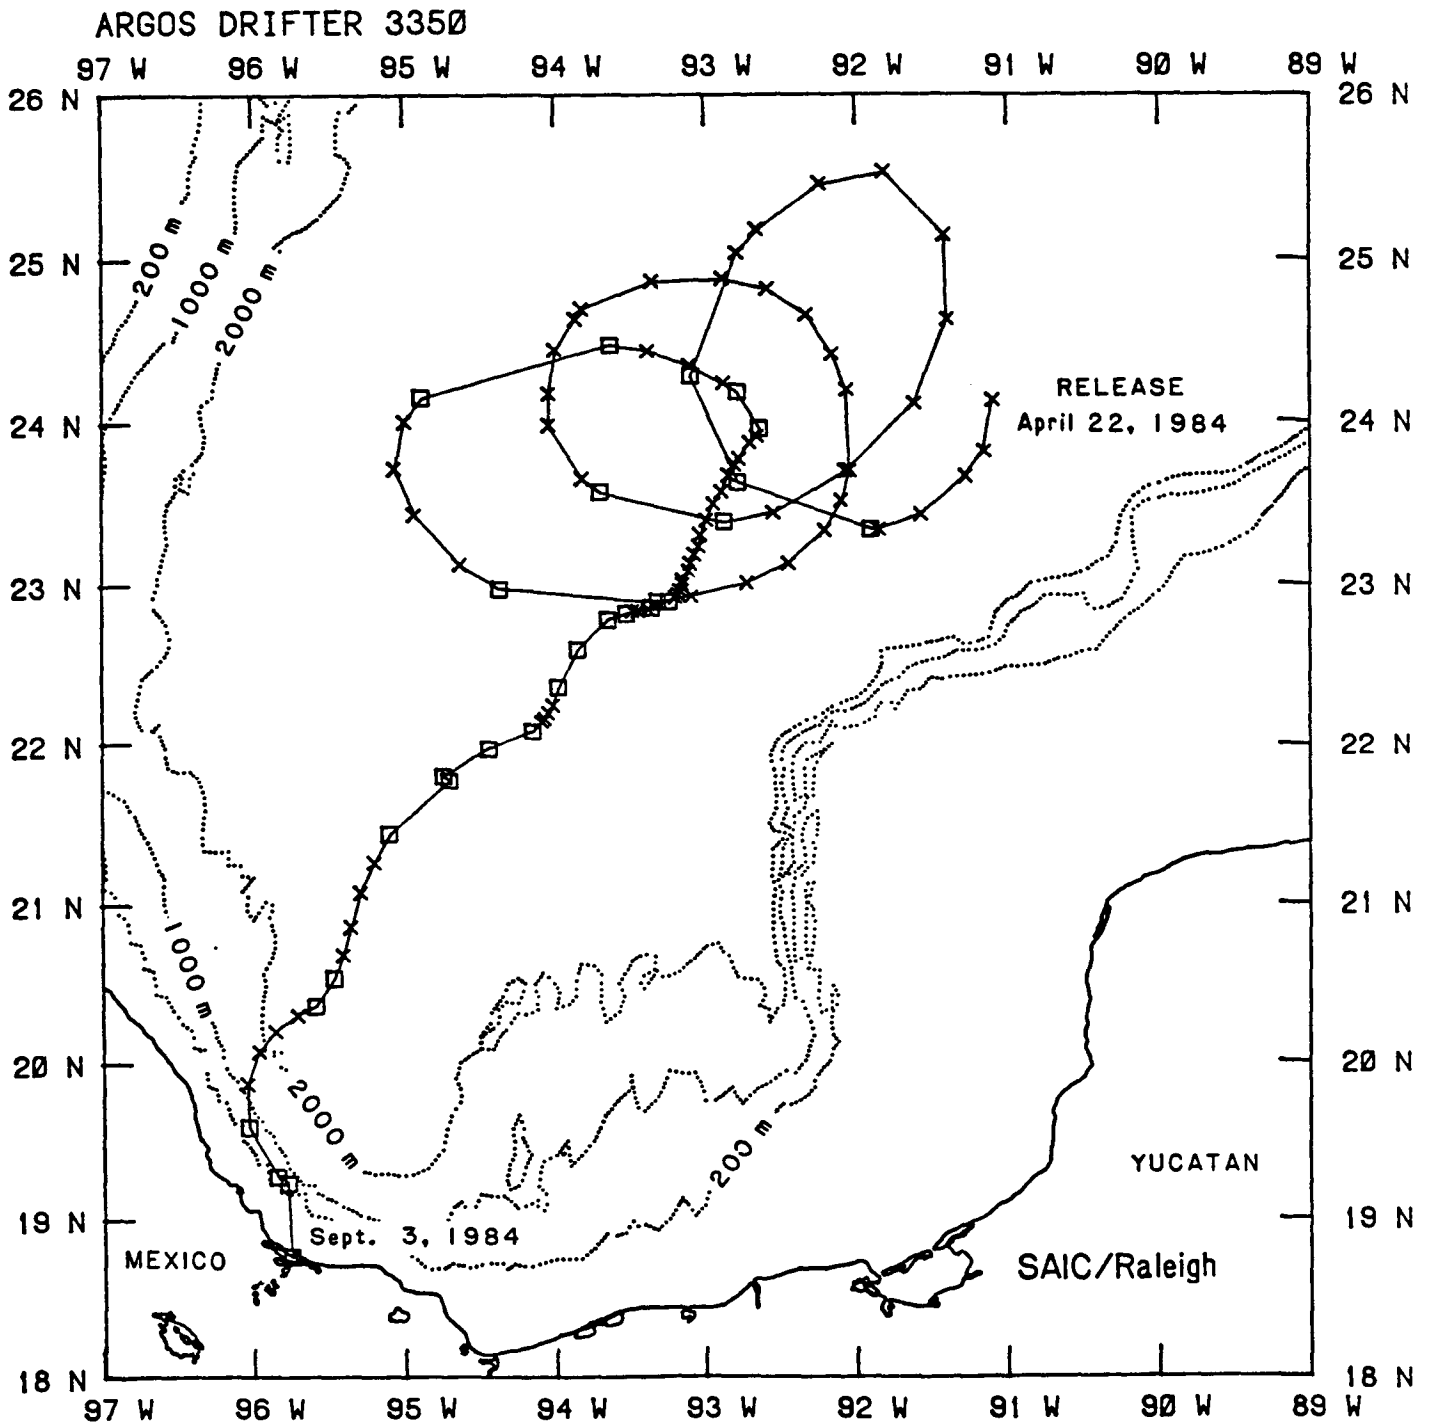 ARGOS DRIFTER 3350
97 W 96 W 95 W 94 W 93 W 92 W 91 W 90 W 89 W
26 N 26 N
200 m
1000 m
2000 m
25 N 25 N
RELEASE
April 22, 1984
24 N 24 N
23 N 23 N
22 N 22 N
21 N 21 N
1000 m
20 N 20 N
2000 m
200 m
YUCATAN
19 N 19 N
Sept. 3, 1984
MEXICO
SAIC/Raleigh
18 N 18 N
97 W 96 W 95 W 94 W 93 W 92 W 91 W 90 W 89 W